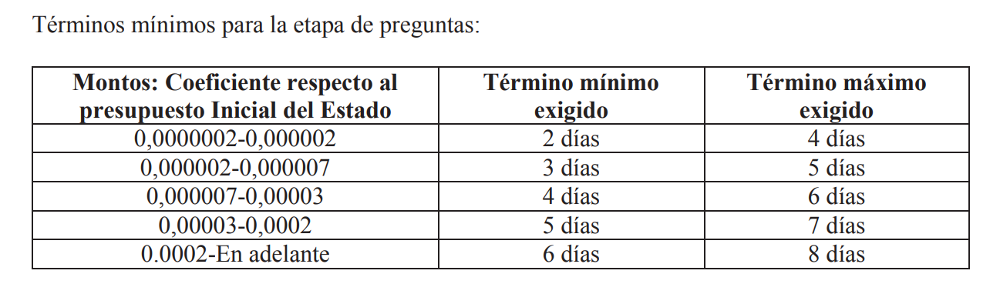 Términos mínimos para la etapa de preguntas:
Montos: Coeficiente respecto al presupuesto Inicial del Estado | Término mínimo exigido | Término máximo exigido
0,0000002-0,000002 | 2 días | 4 días
0,000002-0,000007 | 3 días | 5 días
0,000007-0,00003 | 4 días | 6 días
0,00003-0,0002 | 5 días | 7 días
0.0002-En adelante | 6 días | 8 días